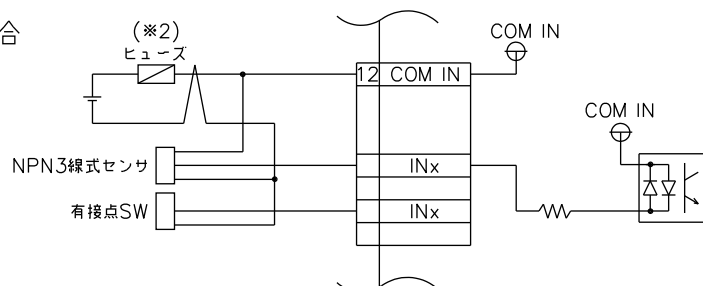 合
(※2)
ヒューズ
COM IN
12 COM IN
COM IN
NPN3線式センサ
INx
有接点SW
INx